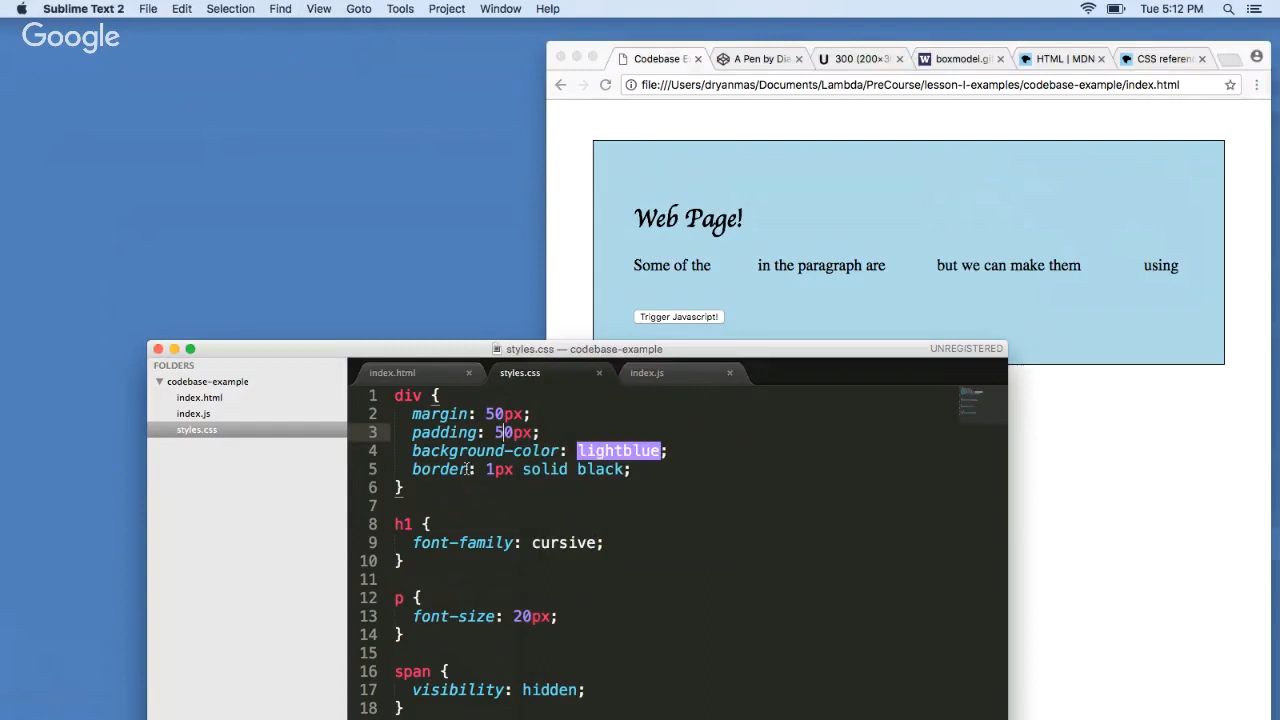 Sublime Text 2 File Edit Selection Find View Goto Tools Project Window Help Tue 5:12 PM
Google
Codebase E A Pen by Dia 300 (200×3 boxmodel.gi HTML | MDN CSS referen
file:///Users/dryanmas/Documents/Lambda/PreCourse/lesson-I-examples/codebase-example/index.html
Web Page!
Some of the in the paragraph are but we can make them using
Trigger Javascript!
styles.css — codebase-example UNREGISTERED
FOLDERS
codebase-example
index.html
index.js
styles.css
index.html styles.css index.js
1 div {
2 margin: 50px;
3 padding: 50px;
4 background-color: lightblue;
5 border: 1px solid black;
6 }
7
8 h1 {
9 font-family: cursive;
10 }
11
12 p {
13 font-size: 20px;
14 }
15
16 span {
17 visibility: hidden;
18 }